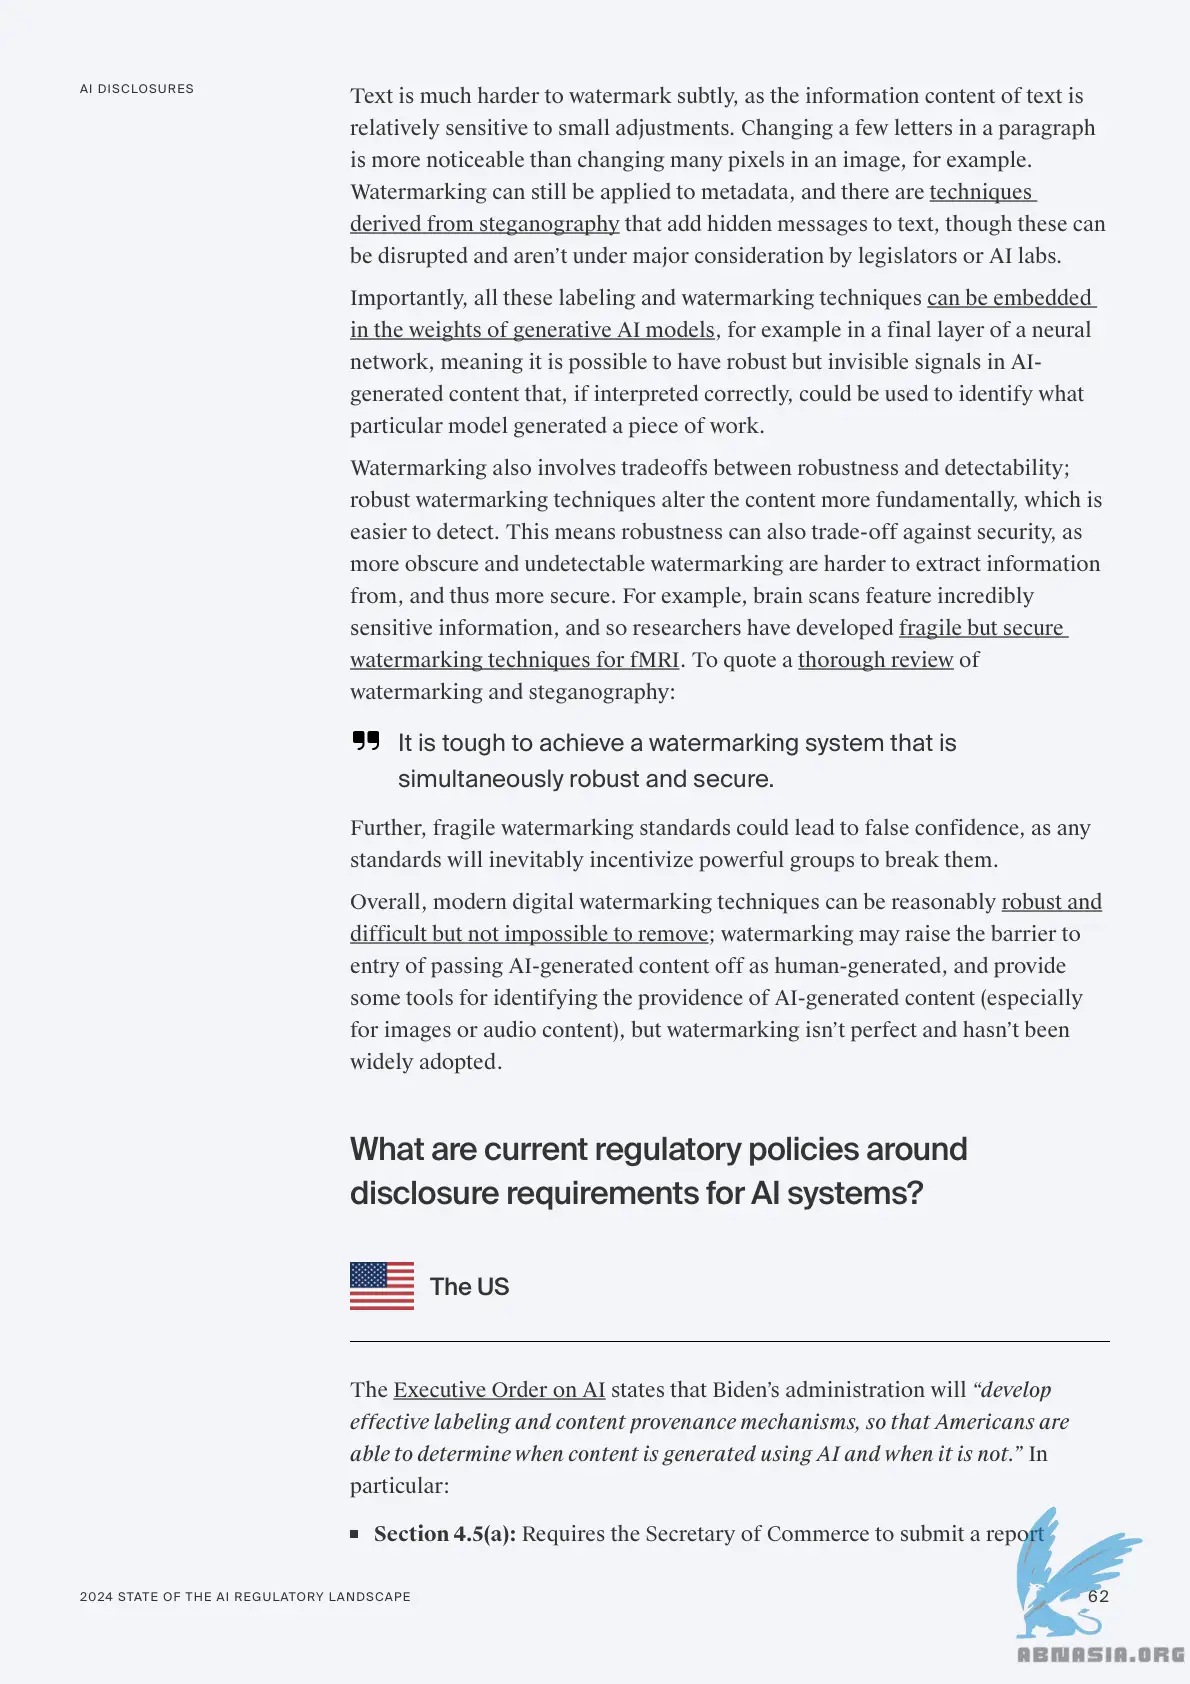 AI DISCLOSURES
Text is much harder to watermark subtly, as the information content of text is
relatively sensitive to small adjustments. Changing a few letters in a paragraph
is more noticeable than changing many pixels in an image, for example.
Watermarking can still be applied to metadata, and there are techniques
derived from steganography that add hidden messages to text, though these can
be disrupted and aren’t under major consideration by legislators or AI labs.
Importantly, all these labeling and watermarking techniques can be embedded
in the weights of generative AI models, for example in a final layer of a neural
network, meaning it is possible to have robust but invisible signals in AI-
generated content that, if interpreted correctly, could be used to identify what
particular model generated a piece of work.
Watermarking also involves tradeoffs between robustness and detectability;
robust watermarking techniques alter the content more fundamentally, which is
easier to detect. This means robustness can also trade-off against security, as
more obscure and undetectable watermarking are harder to extract information
from, and thus more secure. For example, brain scans feature incredibly
sensitive information, and so researchers have developed fragile but secure
watermarking techniques for fMRI. To quote a thorough review of
watermarking and steganography:
It is tough to achieve a watermarking system that is
simultaneously robust and secure.
Further, fragile watermarking standards could lead to false confidence, as any
standards will inevitably incentivize powerful groups to break them.
Overall, modern digital watermarking techniques can be reasonably robust and
difficult but not impossible to remove; watermarking may raise the barrier to
entry of passing AI-generated content off as human-generated, and provide
some tools for identifying the providence of AI-generated content (especially
for images or audio content), but watermarking isn’t perfect and hasn’t been
widely adopted.
What are current regulatory policies around
disclosure requirements for AI systems?
The US
The Executive Order on AI states that Biden’s administration will “develop
effective labeling and content provenance mechanisms, so that Americans are
able to determine when content is generated using AI and when it is not.” In
particular:
Section 4.5(a): Requires the Secretary of Commerce to submit a report
2024 STATE OF THE AI REGULATORY LANDSCAPE
62
ABNASIA.ORG